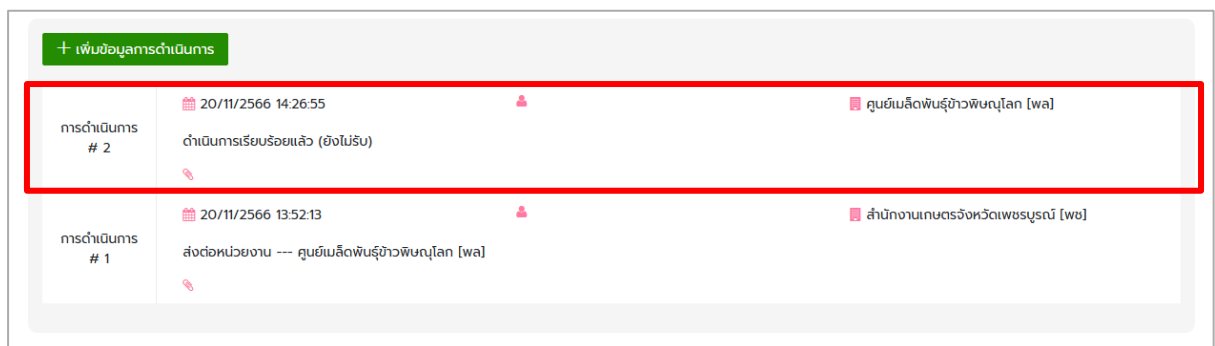 + เพิ่มข้อมูลการดำเนินการ
20/11/2566 14:26:55 ศูนย์เมล็ดพันธุ์ข้าวพิษณุโลก [พล]
การดำเนินการ
# 2
ดำเนินการเรียบร้อยแล้ว (ยังไม่รับ)
20/11/2566 13:52:13 สำนักงานเกษตรจังหวัดเพชรบูรณ์ [พช]
การดำเนินการ
# 1
ส่งต่อหน่วยงาน --- ศูนย์เมล็ดพันธุ์ข้าวพิษณุโลก [พล]